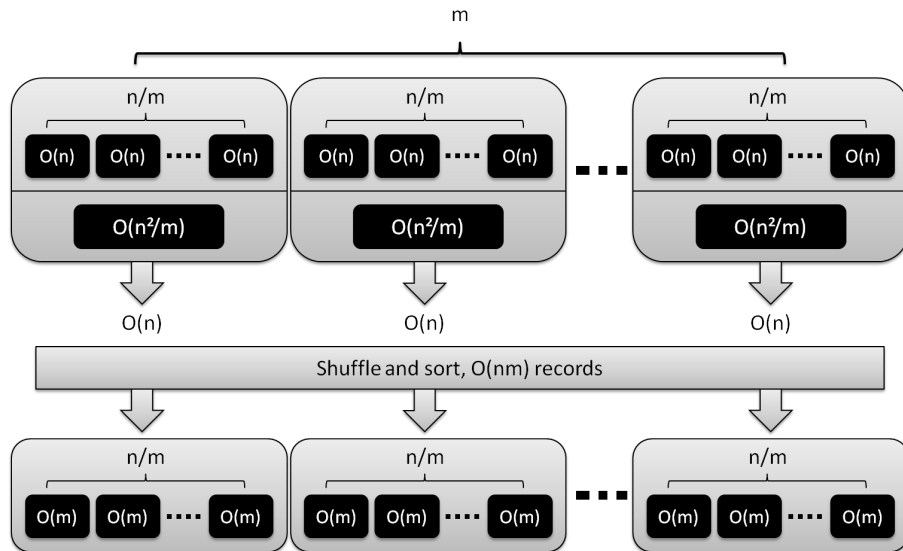 m
n/m n/m n/m
O(n) O(n) ····· O(n) O(n) O(n) ····· O(n) O(n) O(n) ····· O(n)
O(n²/m) O(n²/m) O(n²/m)
O(n) O(n) O(n)
Shuffle and sort, O(nm) records
n/m n/m n/m
O(m) O(m) ····· O(m) O(m) O(m) ····· O(m) O(m) O(m) ····· O(m)